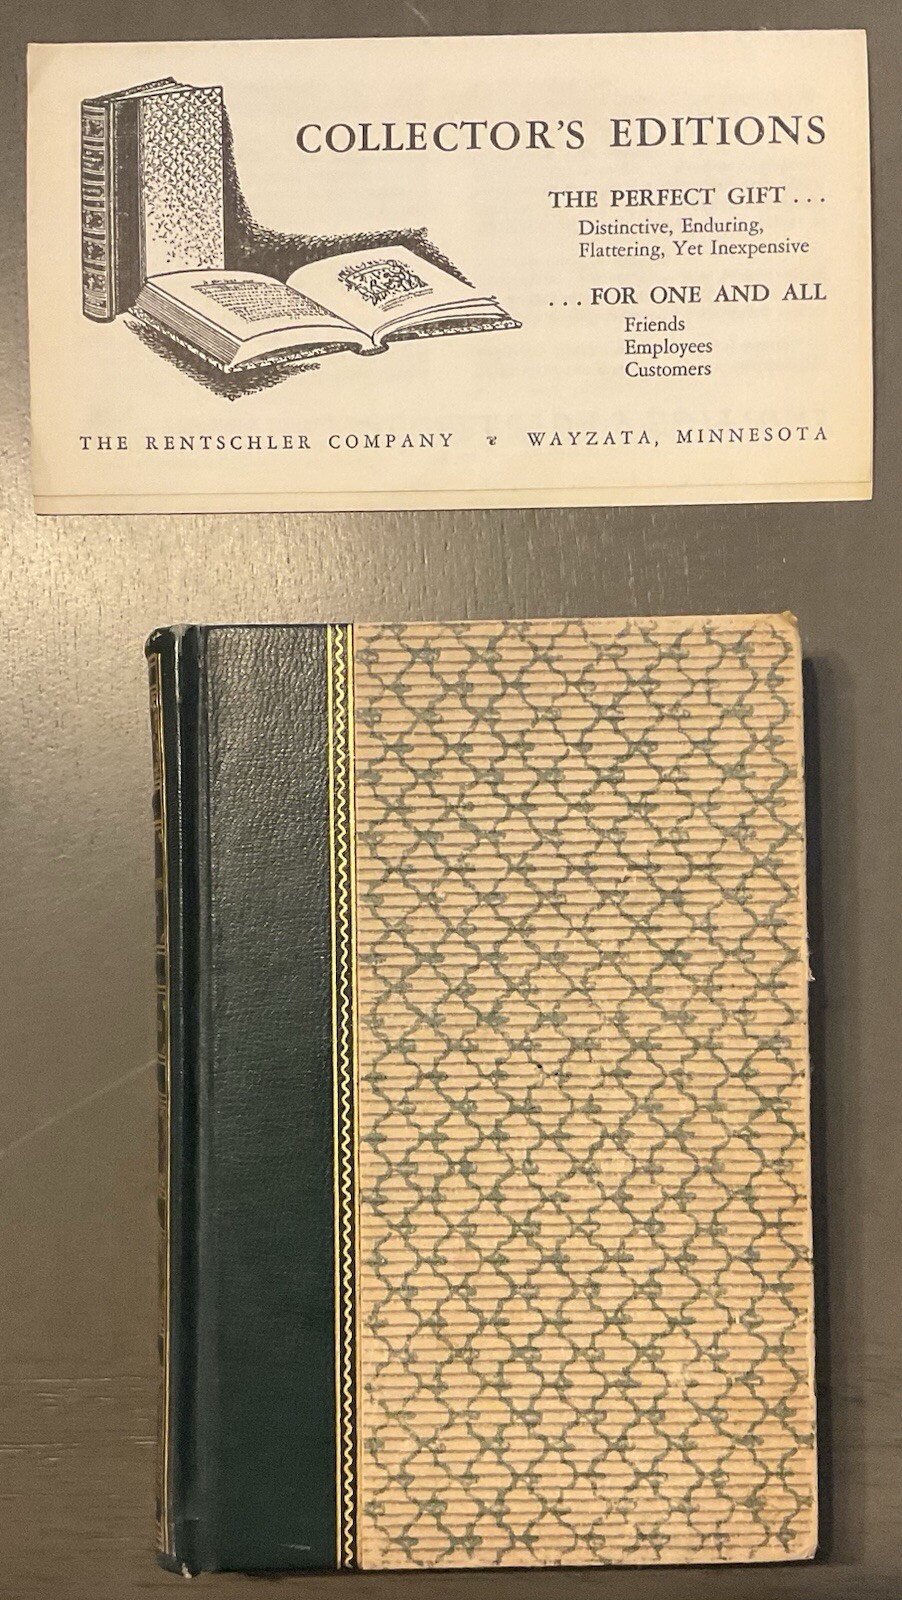 COLLECTOR'S EDITIONS
THE PERFECT GIFT...
Distinctive, Enduring,
Flattering, Yet Inexpensive
...FOR ONE AND ALL
Friends
Employees
Customers
THE RENTSCHLER COMPANY WAYZATA, MINNESOTA